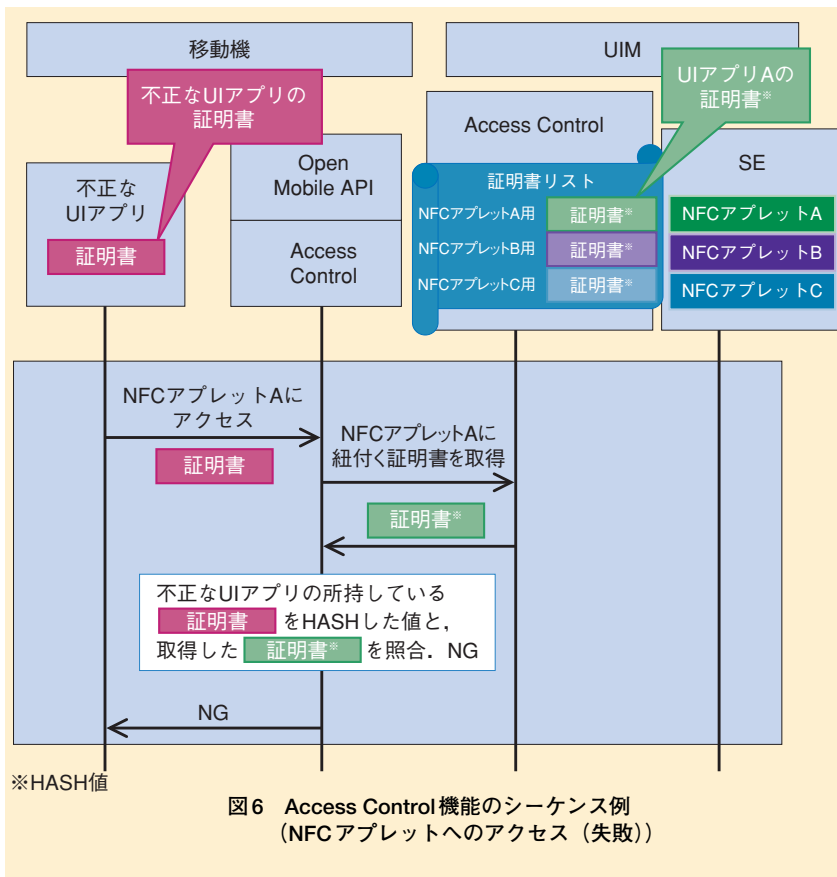 移動機
UIM
不正なUIアプリの
証明書
UIアプリAの
証明書※
Access Control
Open
Mobile API
SE
不正な
UIアプリ
証明書
Access
Control
証明書リスト
NFCアプレットA用 証明書※
NFCアプレットB用 証明書※
NFCアプレットC用 証明書※
NFCアプレットA
NFCアプレットB
NFCアプレットC
NFCアプレットAに
アクセス
証明書
NFCアプレットAに
紐付く証明書を取得
証明書※
不正なUIアプリの所持している
証明書 をHASHした値と，
取得した 証明書※ を照合．NG
NG
※HASH値
図6 Access Control機能のシーケンス例
（NFCアプレットへのアクセス（失敗））